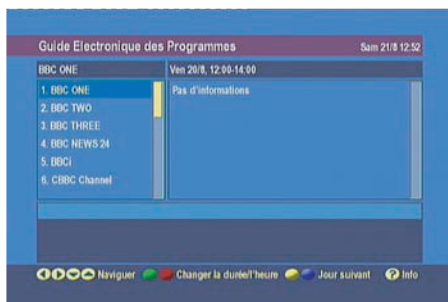 Guide Electronique des Programmes Sam 21/8 12:52
BBC ONE Ven 20/8, 12:00-14:00
1. BBC ONE Pas d'informations
2. BBC TWO
3. BBC THREE
4. BBC NEWS 24
5. BBCi
6. CBBC Channel
Naviguer Changer la durée/l'heure Jour suivant ? Info